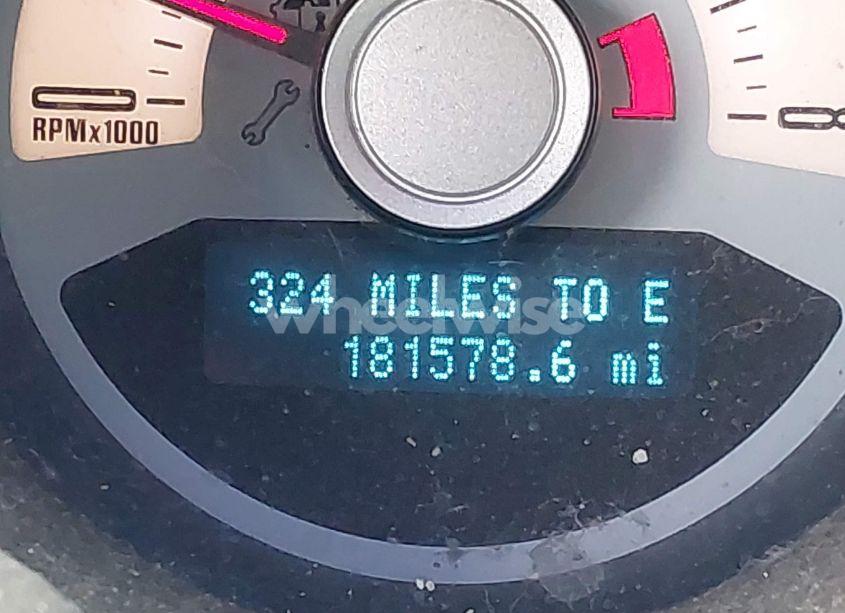 RPMx1000
324 MILES TO E
wheelwise
181578.6 mi